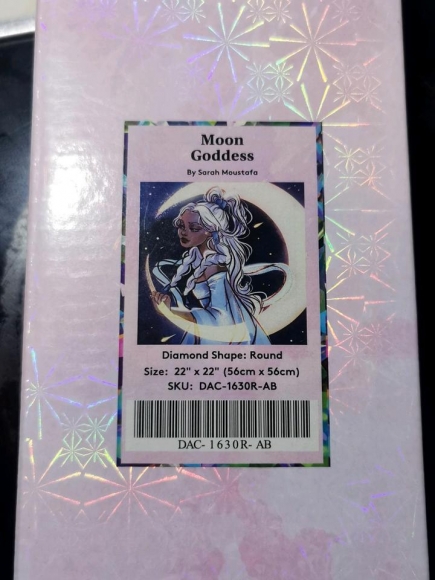 Moon
Goddess
By Sarah Moustafa
Diamond Shape: Round
Size: 22" x 22" (56cm x 56cm)
SKU: DAC-1630R-AB
DAC- 1630R- AB